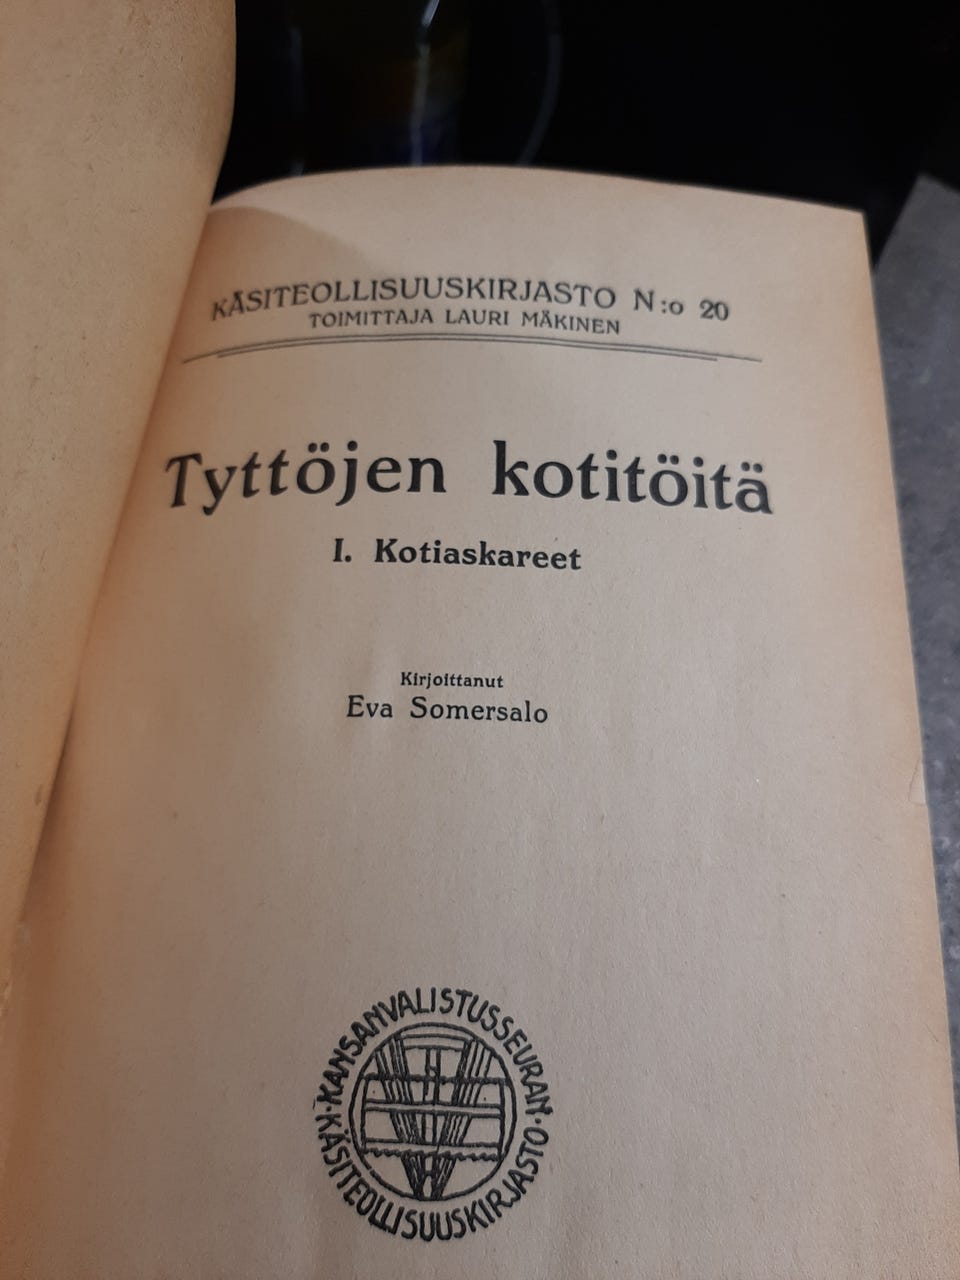 KÄSITEOLLISUUSKIRJASTO N:o 20
TOIMITTAJA LAURI MÄKINEN
Tyttöjen kotitöitä
I. Kotiaskareet
Kirjoittanut
Eva Somersalo
KANSANVALISTUSSEURAN
KÄSITEOLLISUUSKIRJASTO